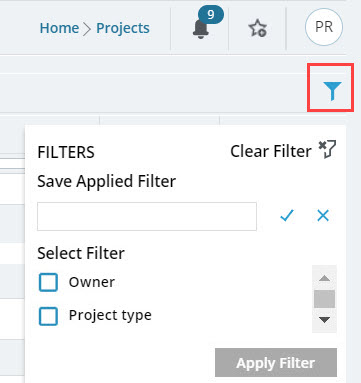 Home > Projects 9 PR
FILTERS Clear Filter
Save Applied Filter
Select Filter
Owner
Project type
Apply Filter